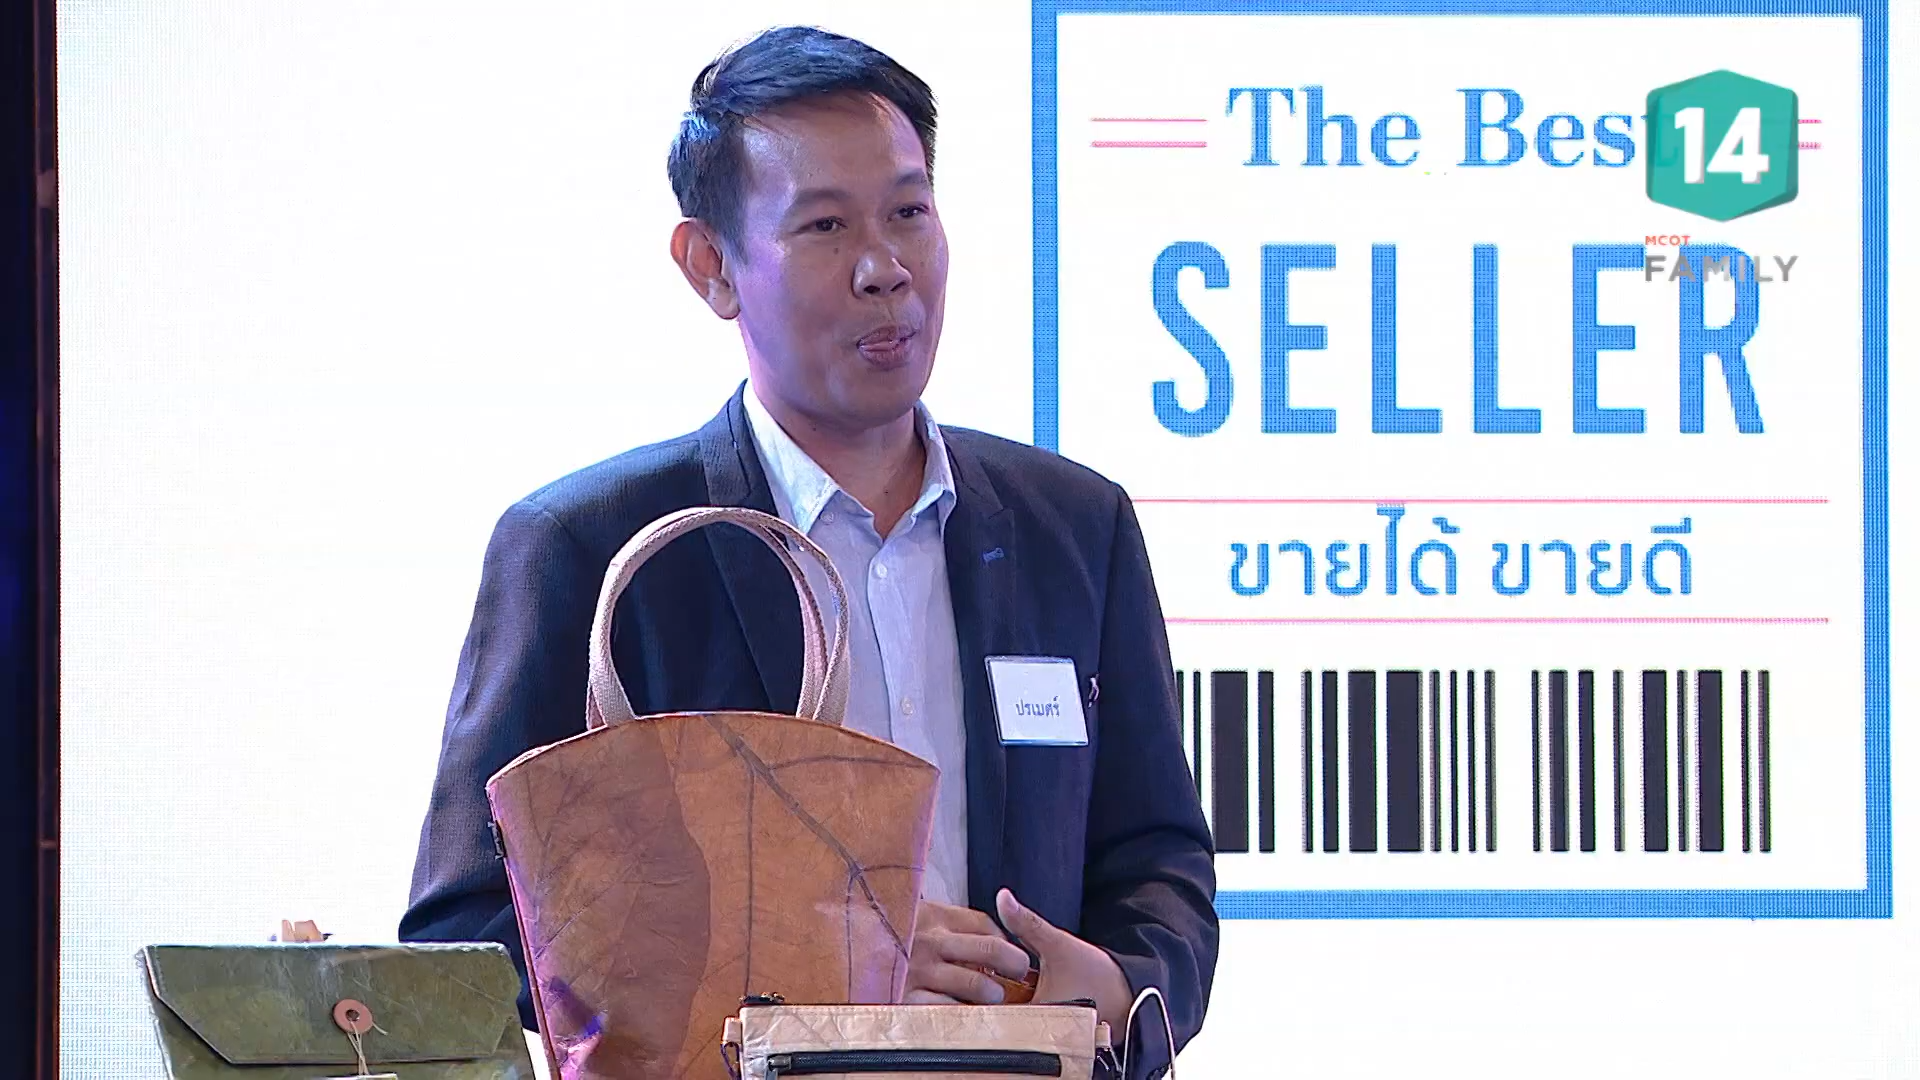 The Best
14
MCOT
FAMILY
SELLER
ขายได้ ขายดี
ปรเมศร์